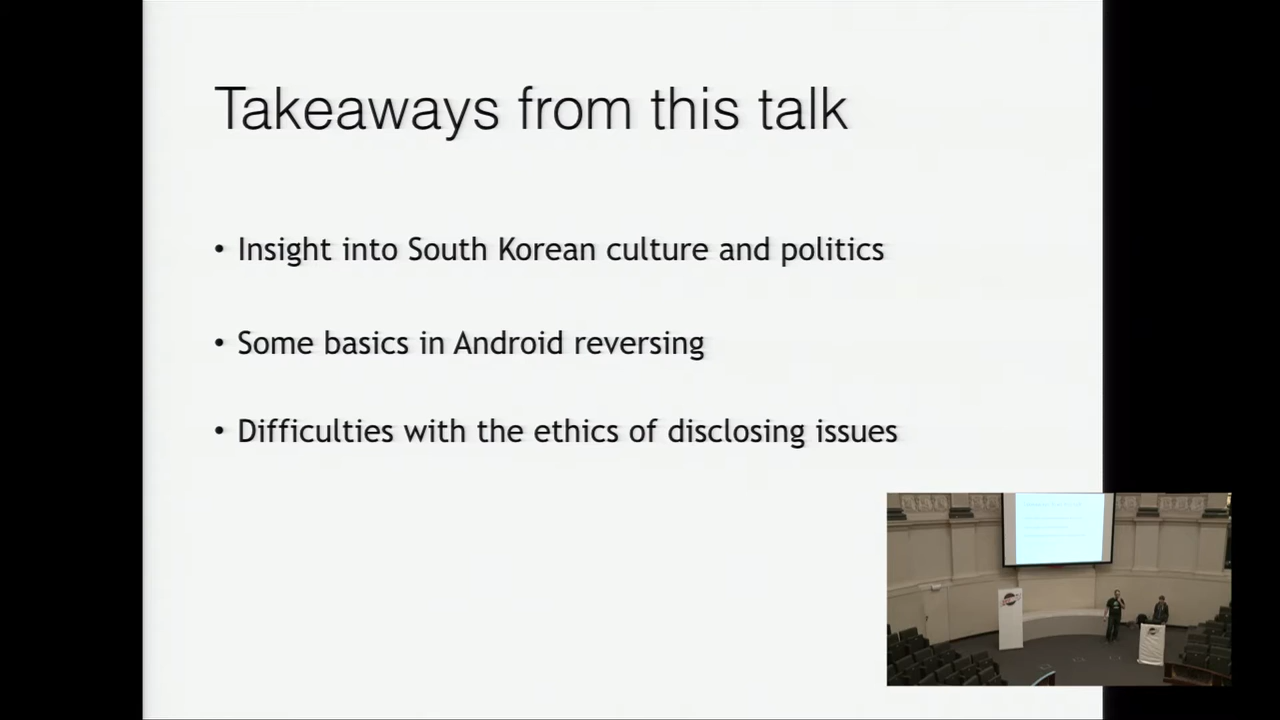 Takeaways from this talk
• Insight into South Korean culture and politics
• Some basics in Android reversing
• Difficulties with the ethics of disclosing issues